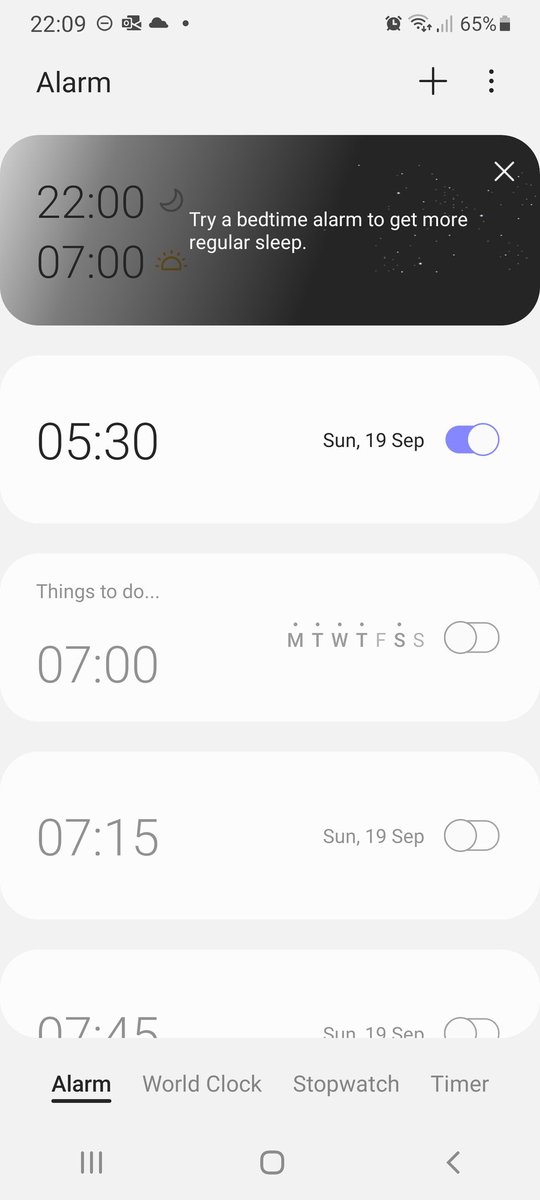 22:09
65%
Alarm
22:00
07:00
Try a bedtime alarm to get more
regular sleep.
05:30 Sun, 19 Sep
Things to do...
07:00 M T W T F S S
07:15 Sun, 19 Sep
07:45 Sun, 19 Sep
Alarm World Clock Stopwatch Timer